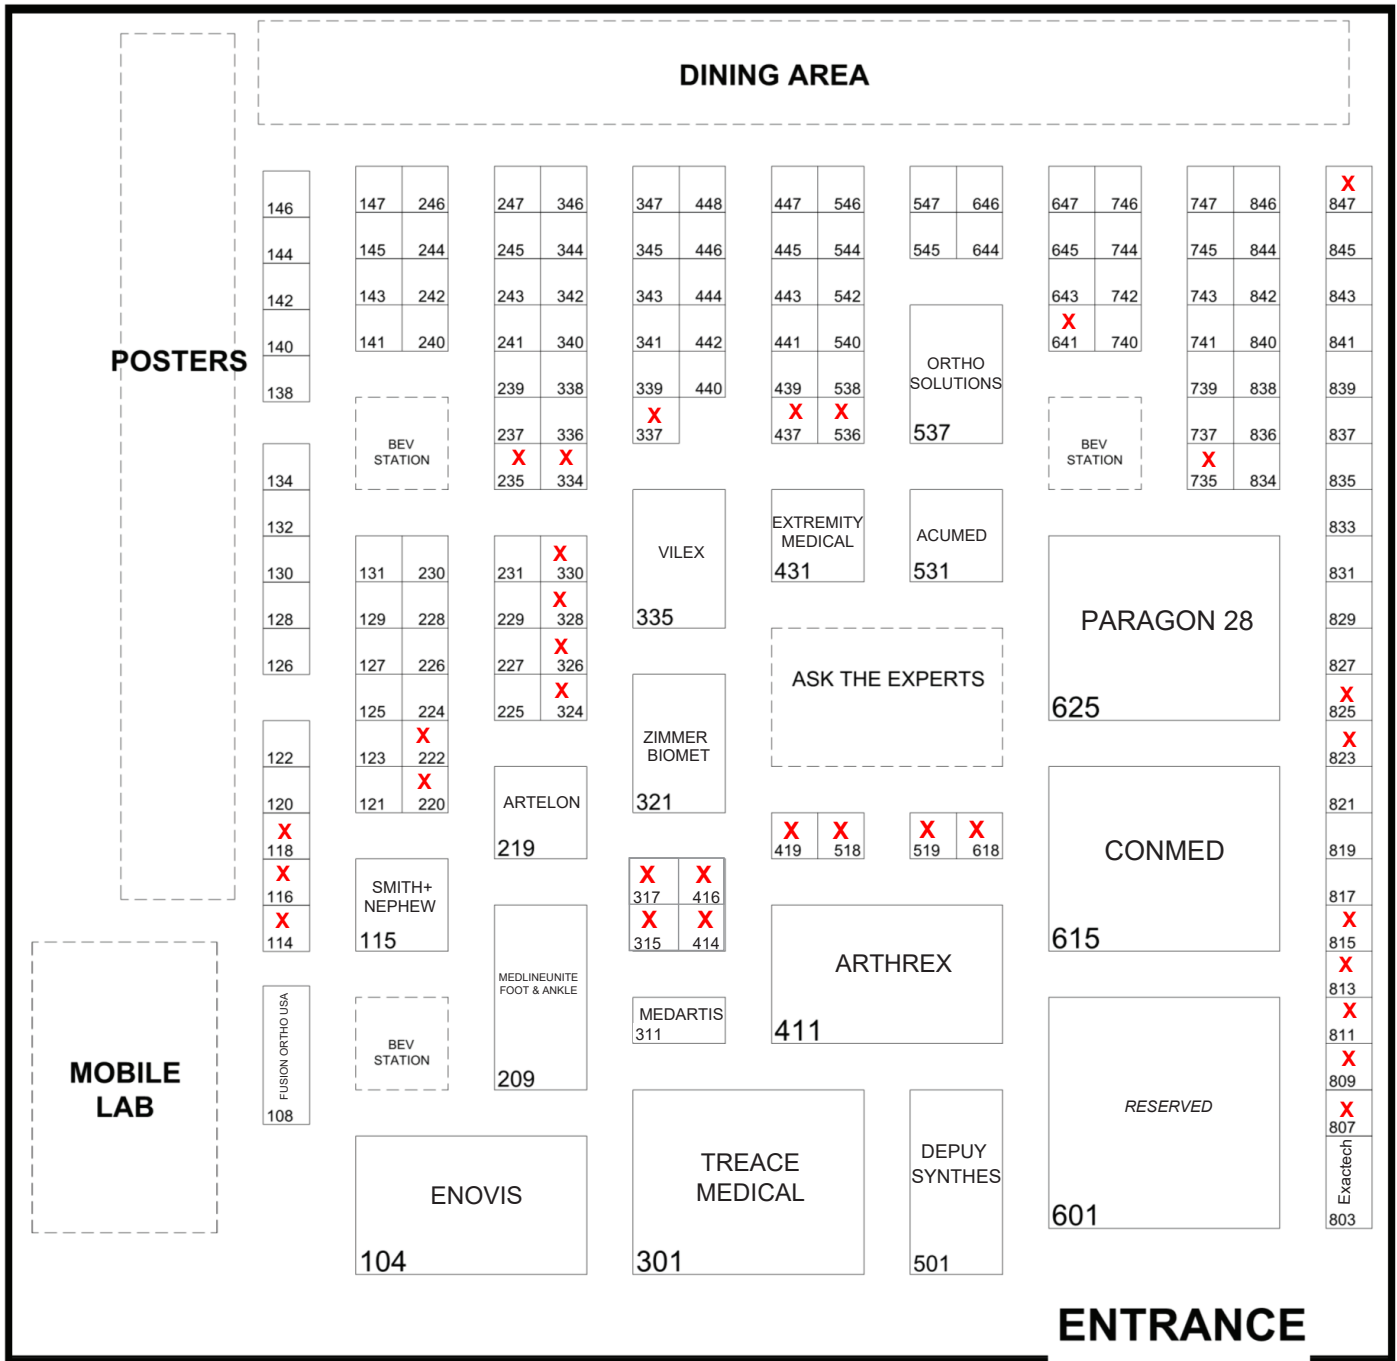 DINING AREA
X
146 147 246 247 346 347 448 447 546 547 646 647 746 747 846 847
144 145 244 245 344 345 446 445 544 545 644 645 744 745 844 845
142 143 242 243 342 343 444 443 542 643 742 743 842 843
X
140 141 240 241 340 341 442 441 540 641 740 741 840 841
POSTERS
ORTHO
SOLUTIONS
138 239 338 339 440 439 538 739 838 839
X X X
237 336 337 437 536 537 737 836 837
BEV
STATION
BEV
STATION
X X X
134 235 334 735 834 835
132 833
EXTREMITY
MEDICAL
ACUMED
VILEX
X
130 131 230 231 330 431 531 831
X
128 129 228 229 328 335 829
PARAGON 28
X
126 127 226 227 326 827
ASK THE EXPERTS
X X
125 224 225 324 625 825
X X
122 123 222 823
ZIMMER
BIOMET
X
120 121 220 321 821
ARTELON
X X X X X
118 219 419 518 519 618 819
CONMED
X X X
116 317 416 817
SMITH+
NEPHEW
X X X X
114 115 315 414 615 815
ARTHREX
X
813
MEDLINEUNITE
FOOT & ANKLE
X
MEDARTIS
311 411 811
FUSION ORTHO USA
BEV
STATION
X
209 809
MOBILE
LAB
RESERVED
X
108 807
DEPUY
SYNTHES
TREACE
MEDICAL
ENOVIS
Exactech
601 803
104 301 501
ENTRANCE